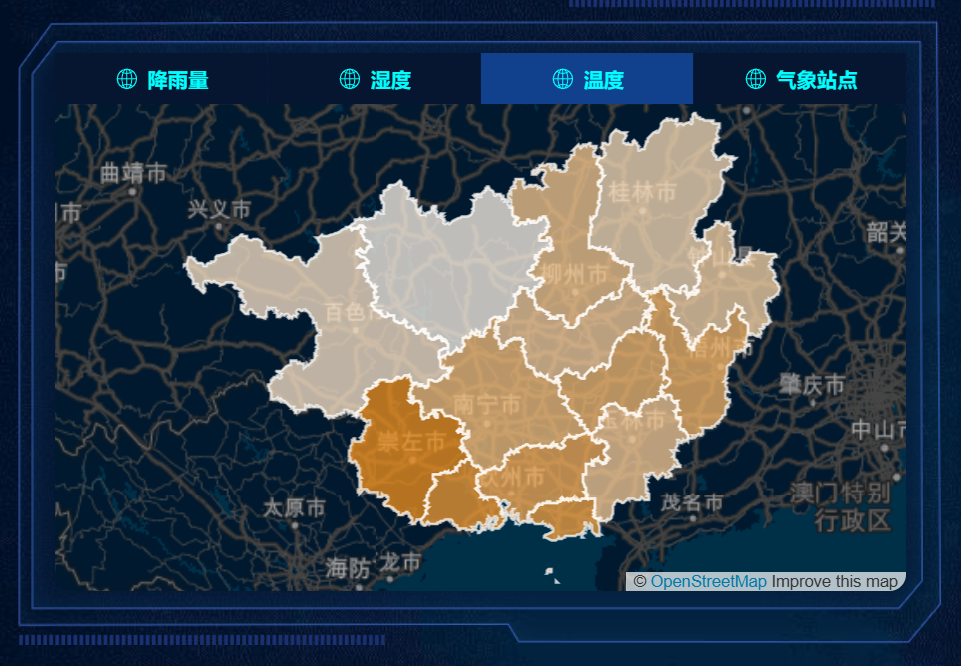 降雨量
湿度
温度
气象站点
曲靖市
兴义市
桂林市
市
韶关
市
柳州市
百色市
梧州市
肇庆市
南宁市
玉林市
崇左市
中山市
钦州市
澳门特别
行政区
太原市
茂名市
海防
龙市
© OpenStreetMap Improve this map